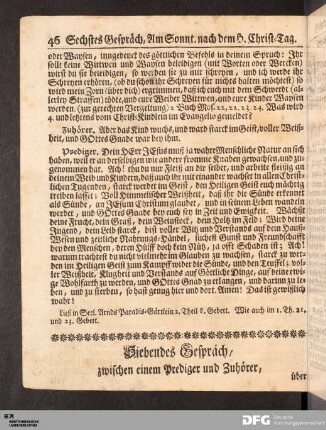 46 Sechstes Gespräch, Am Sonnt. nach dem H. Christ-Tag.
oder Waysen, ingedenck des göttlichen Befehls in deinem Spruch: Ihr
solt keine Wittwen und Waysen beleidigen (mit Worten oder Wercken)
wirst du sie beleidigen, so werden sie zu mir schreyen, und ich werde ihr
Schreyen erhören, (ob du schon ihr Schreyen für nichts halten möchtest) so
wird mein Zorn (über dich) ergrimmen, daß ich euch mit dem Schwerdt (al-
lerley Straffen) tödte, und eure Weiber Wittwen, und eure Kinder Waysen
werden. (zur gerechten Vergeltung) 2 Buch Mos. 22, 22. 23. 24. Was wird
4. und letztens vom Christ-Kindlein im Evangelio gemeldet?
Zuhörer. Aber das Kind wuchs, und ward starck im Geist, voller Weiß-
heit, und GOttes Gnade war bey ihm.
Prediger. Dein HErr JEsus muß ja wahre Menschliche Natur an sich
haben, weil er an derselbigen wie andere fromme Knaben gewachsen, und zu-
genommen hat. Ach! thu du nur Fleiß an dir selber, und arbeite fleissig an
deinem Weib und Kindern, daß auch ihr mit einander wachset in allen Christ-
lichen Tugenden, starck werdet im Geist, den Heiligen Geist euch mächtig
treiben lasset: Voll Himmelischer Weißheit, daß ihr die Sünde erkennet
als Sünde, an JEsum Christum glaubet, und in seinem Leben wandeln
werdet, und GOttes Gnade bey euch sey in Zeit und Ewigkeit. Wächßt
deine Frucht, dein Graß, dein Weinstock, dein Holtz im Feld: Wird deine
Jugend, dein Leib starck, bist voller Witz und Verstands auf dein Hauß-
Wesen und zeitliche Nahrungs-Händel, suchest Gunst und Freundschafft
bey den Menschen, deren Hülff doch kein Nutz, ja offt Schaden ist; Ach!
warum trachtest du nicht vielmehr im Glauben zu wachsen, starck zu wer-
den im Heiligen Geist zum Kampff wider die Sünde, und den Teuffel; vol-
ler Weißheit, Klugheit und Verstands auf Göttliche Dinge, auf deine ewi-
ge Wohlfarth zu werden, und GOttes Gnad zu erlangen, und darinn zu le-
ben, und zu sterben, so hast genug hier und dort. Amen! Das ist gewißlich
wahr!
Ließ in Seel. Arnds Paradis-Gärtlein 2. Theil 8. Gebett. Wie auch im 1. Th. 21,
und 23. Gebett.
Siebendes Gespräch,
zwischen einem Prediger und Zuhörer,
über
DFG Deutsche
Forschungsgemeinschaft